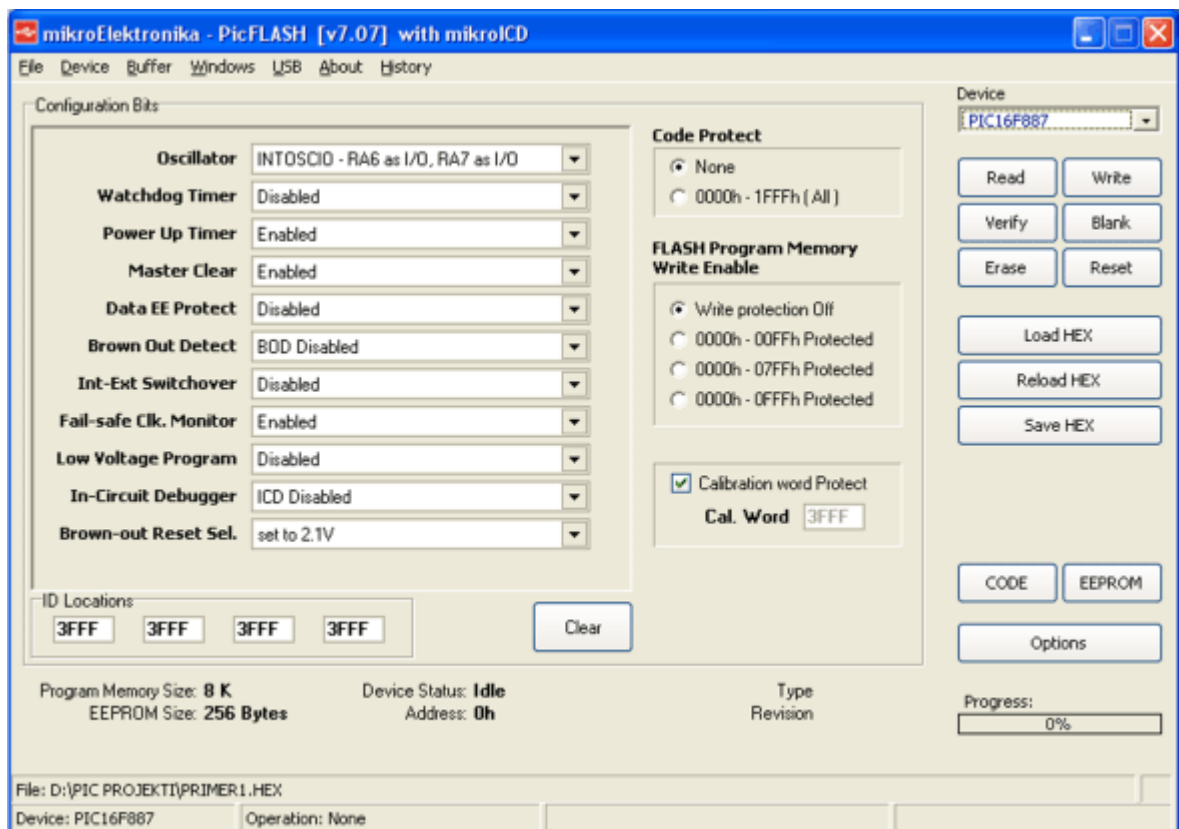 mikroElektronika - PicFLASH [v7.07] with mikroICD
File Device Buffer Windows USB About History
Configuration Bits
Oscillator INTOSCIO - RA6 as I/O, RA7 as I/O
Watchdog Timer Disabled
Power Up Timer Enabled
Master Clear Enabled
Data EE Protect Disabled
Brown Out Detect BOD Disabled
Int-Ext Switchover Disabled
Fail-safe Clk. Monitor Enabled
Low Voltage Program Disabled
In-Circuit Debugger ICD Disabled
Brown-out Reset Sel. set to 2.1V
ID Locations
3FFF 3FFF 3FFF 3FFF
Clear
Code Protect
None
0000h - 1FFFh ( All )
FLASH Program Memory
Write Enable
Write protection Off
0000h - 00FFh Protected
0000h - 07FFh Protected
0000h - 0FFFh Protected
Calibration word Protect
Cal. Word 3FFF
Device
PIC16F887
Read Write
Verify Blank
Erase Reset
Load HEX
Reload HEX
Save HEX
CODE EEPROM
Options
Program Memory Size: 8 K Device Status: Idle Type
EEPROM Size: 256 Bytes Address: 0h Revision
Progress:
0%
File: D:\PIC PROJEKTI\PRIMER1.HEX
Device: PIC16F887 Operation: None